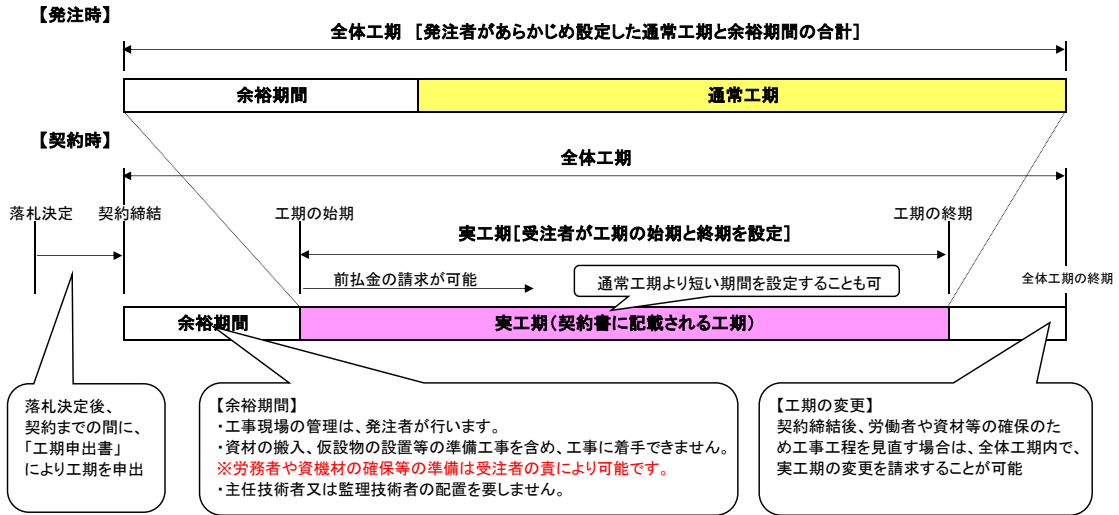 【発注時】
全体工期 [発注者があらかじめ設定した通常工期と余裕期間の合計]
余裕期間
通常工期
【契約時】
全体工期
落札決定
契約締結
工期の始期
工期の終期
実工期[受注者が工期の始期と終期を設定]
前払金の請求が可能
通常工期より短い期間を設定することも可
全体工期の終期
余裕期間
実工期(契約書に記載される工期)
落札決定後、
契約までの間に、
「工期申出書」
により工期を申出
【余裕期間】
・工事現場の管理は、発注者が行います。
・資材の搬入、仮設物の設置等の準備工事を含め、工事に着手できません。
※労務者や資機材の確保等の準備は受注者の責により可能です。
・主任技術者又は監理技術者の配置を要しません。
【工期の変更】
契約締結後、労働者や資材等の確保のた
め工事工程を見直す場合は、全体工期内で、
実工期の変更を請求することが可能